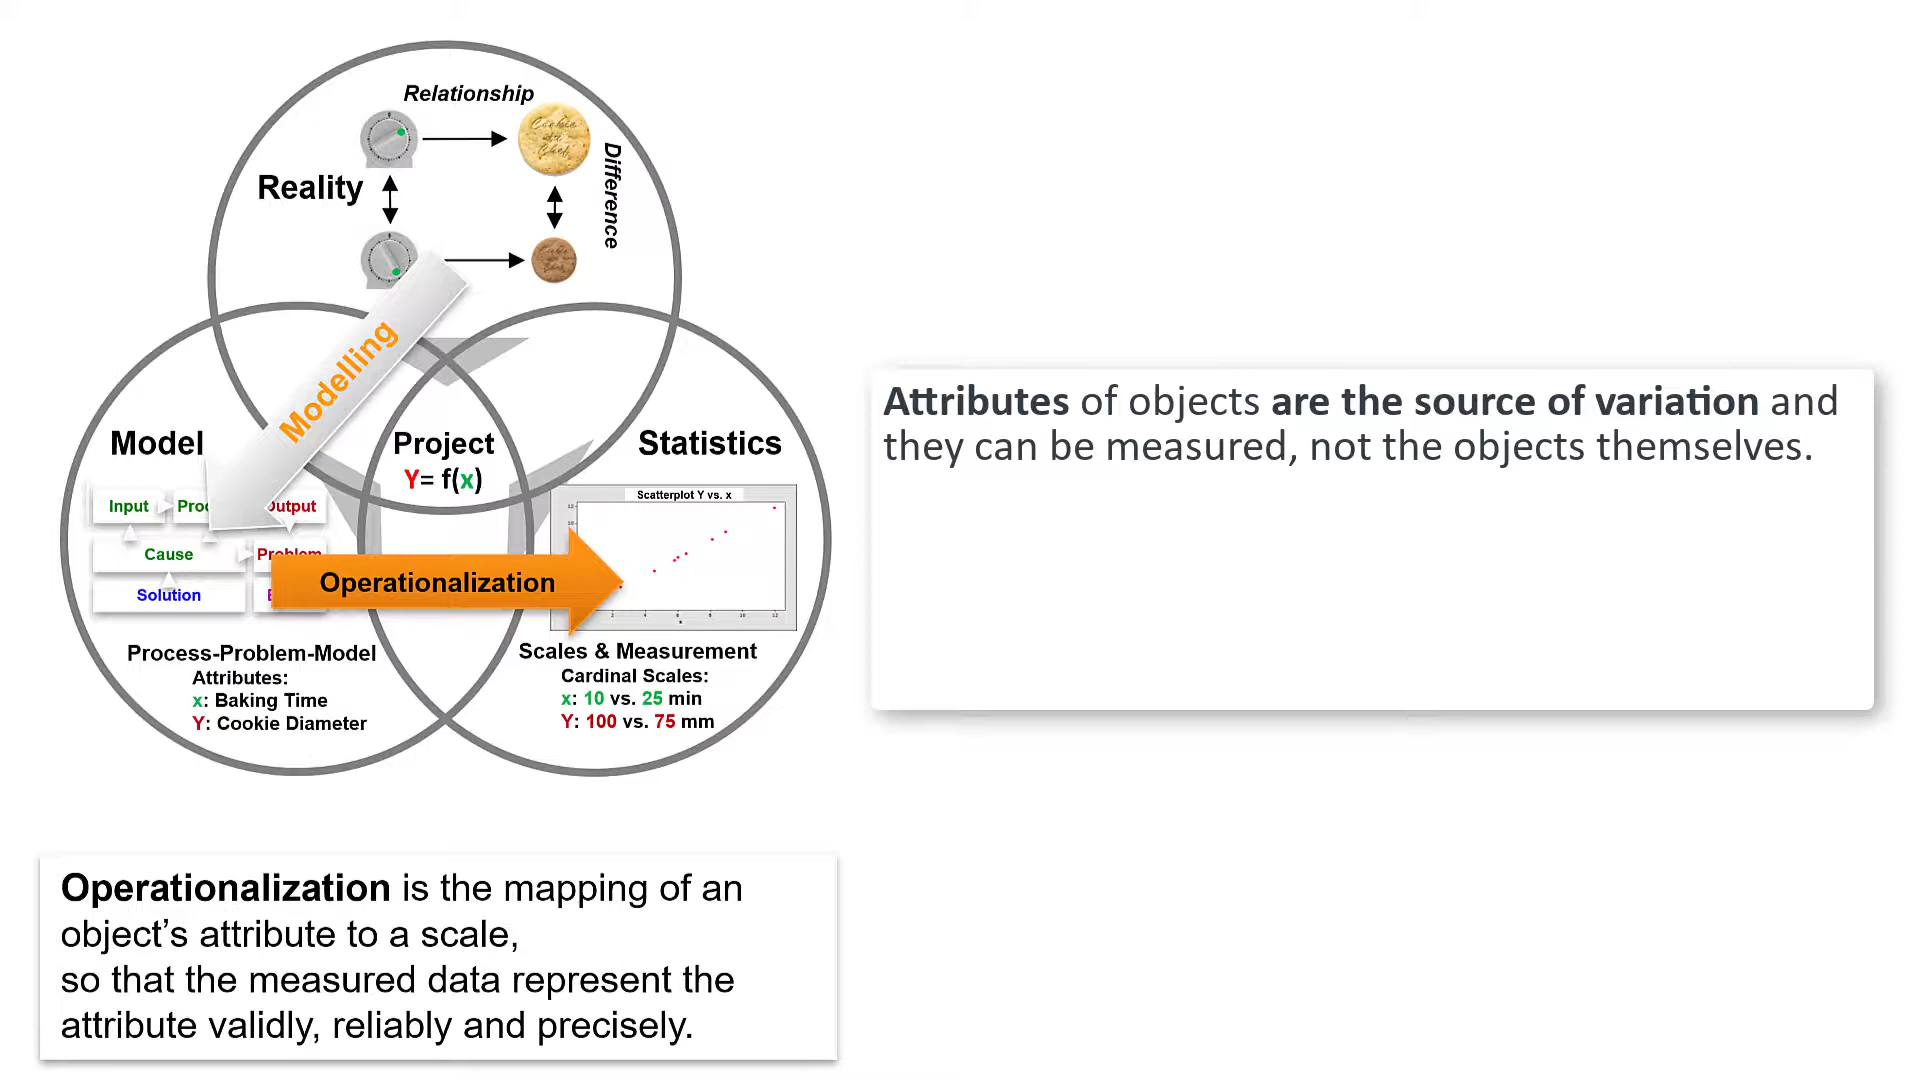 Relationship
Difference
Reality
Modelling
Model
Project
Y= f(x)
Statistics
Input
Output
Cause
Problem
Solution
Scatterplot Y vs. x
Operationalization
Process-Problem-Model
Attributes:
x: Baking Time
Y: Cookie Diameter
Scales & Measurement
Cardinal Scales:
x: 10 vs. 25 min
Y: 100 vs. 75 mm
Attributes of objects are the source of variation and
they can be measured, not the objects themselves.
Operationalization is the mapping of an
object’s attribute to a scale,
so that the measured data represent the
attribute validly, reliably and precisely.